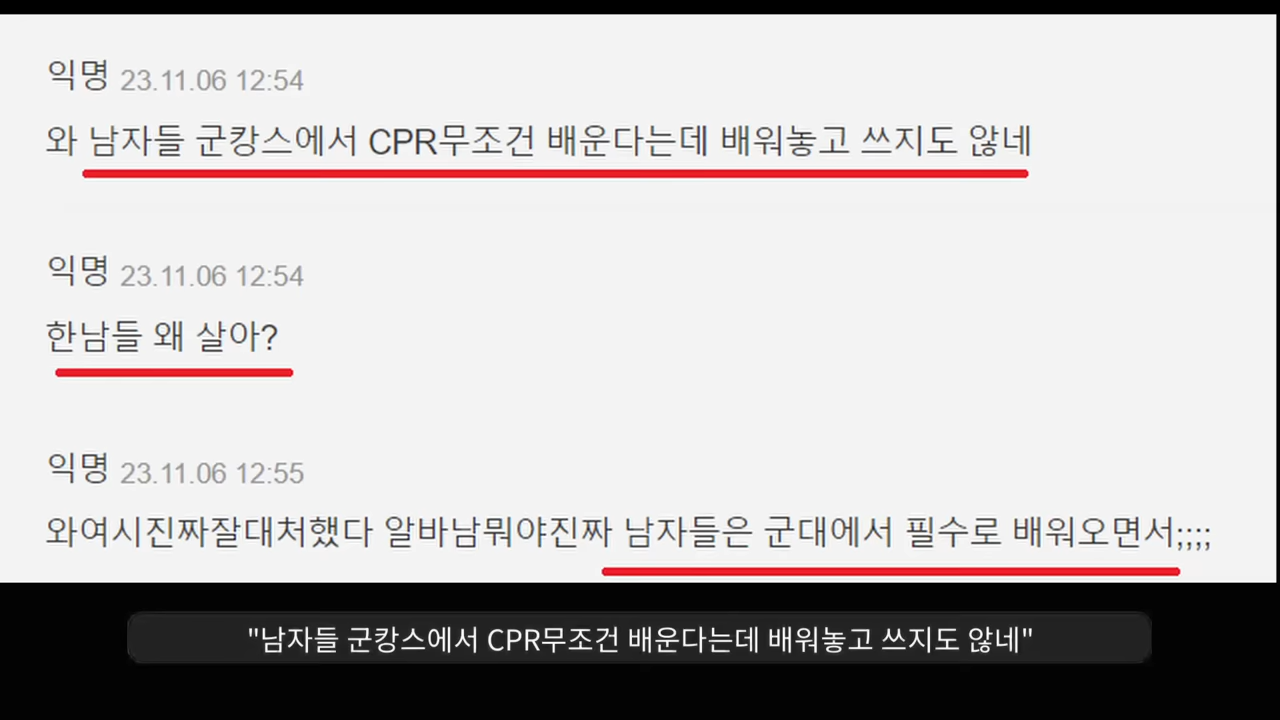 익명 23.11.06 12:54
와 남자들 군캉스에서 CPR무조건 배운다는데 배워놓고 쓰지도 않네
익명 23.11.06 12:54
한남들 왜 살아?
익명 23.11.06 12:55
와여시진짜잘대처했다 알바남뭐야진짜 남자들은 군대에서 필수로 배워오면서;;;;
"남자들 군캉스에서 CPR무조건 배운다는데 배워놓고 쓰지도 않네"